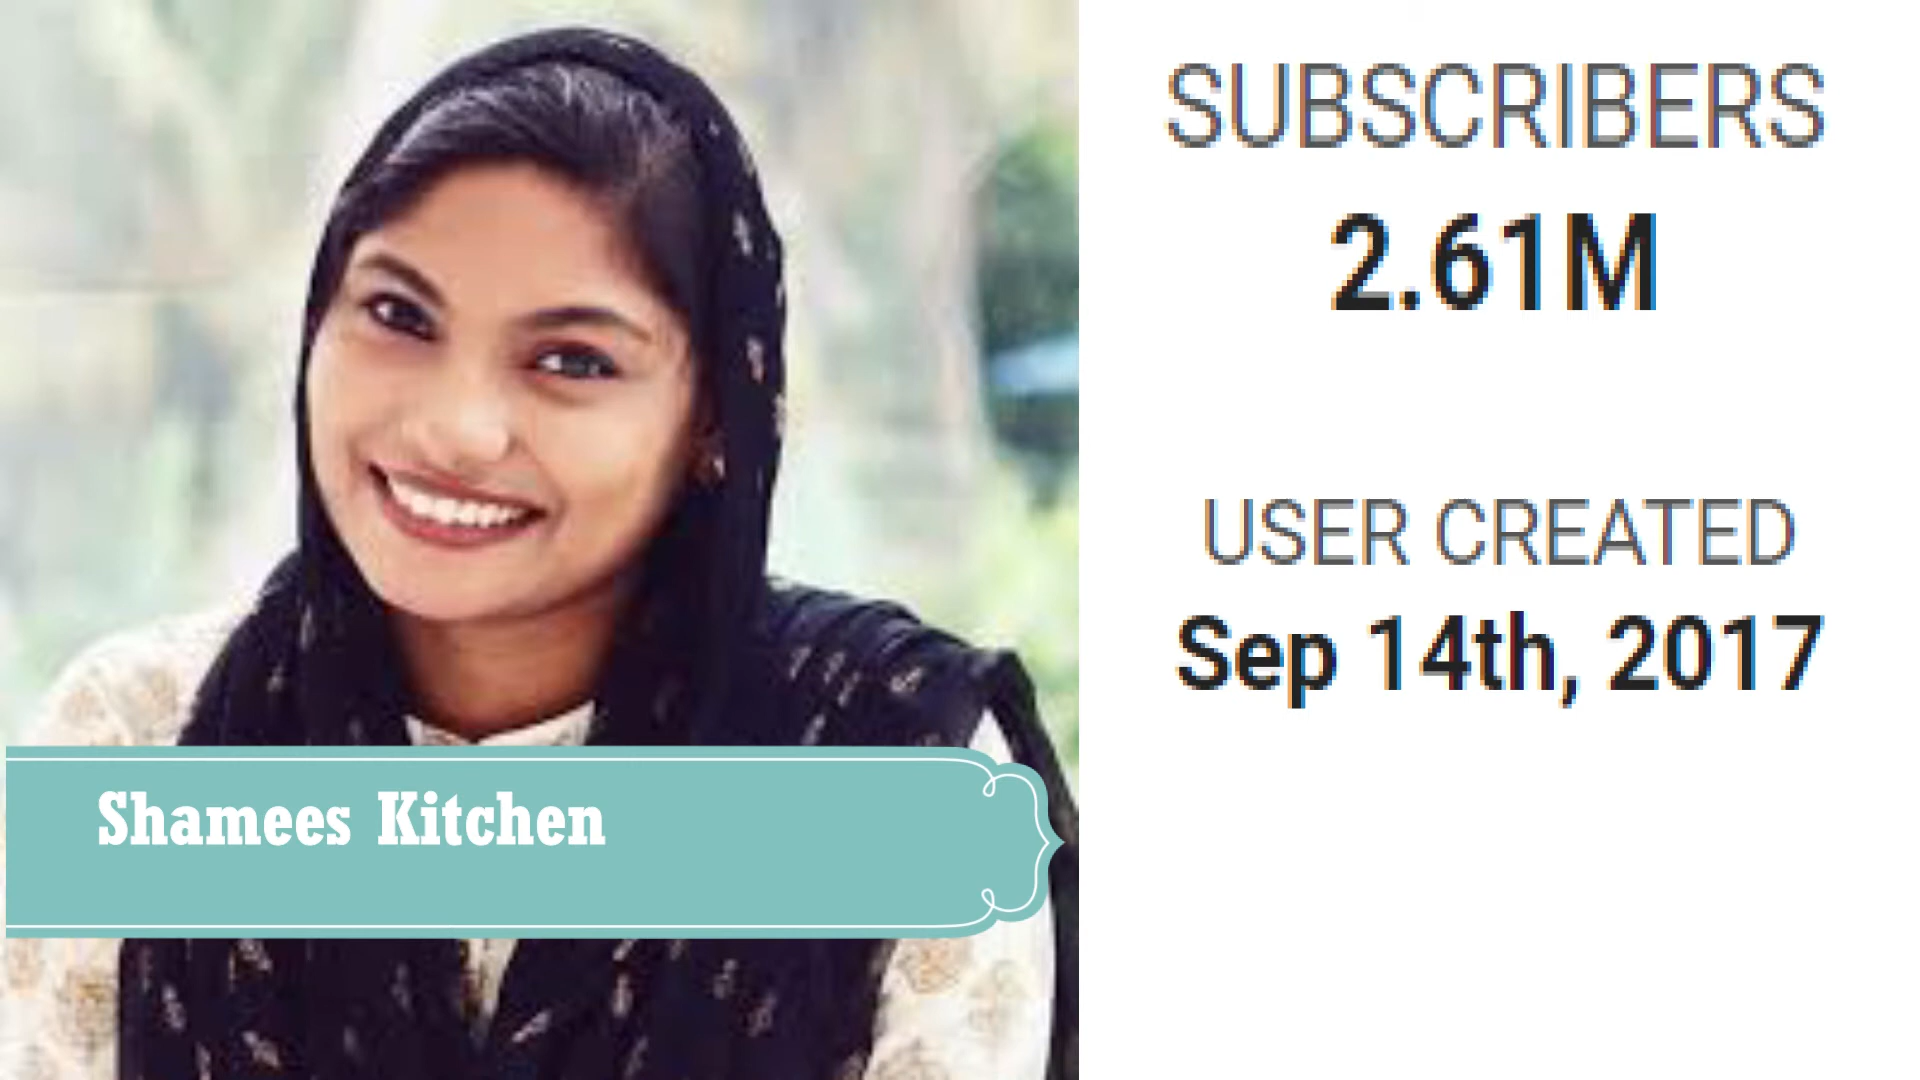 Shamees Kitchen
SUBSCRIBERS
2.61M
USER CREATED
Sep 14th, 2017